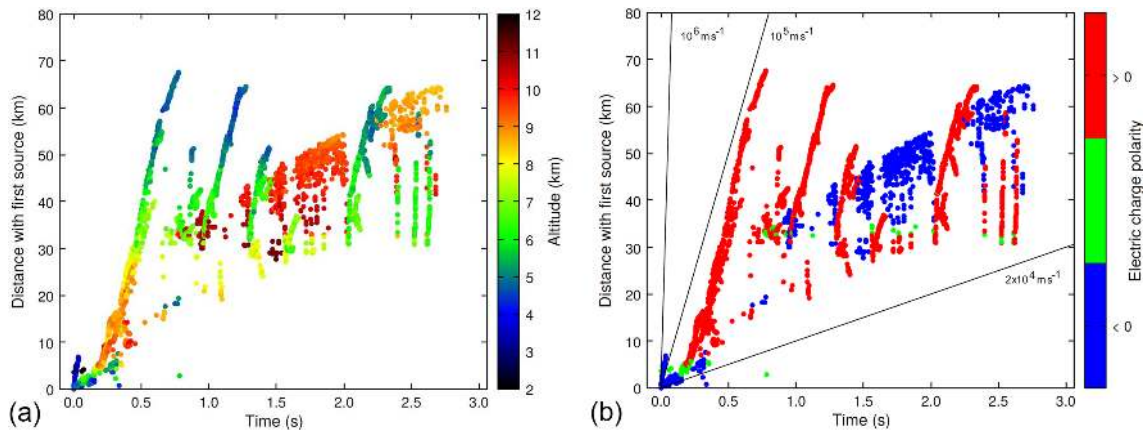 80
70
60
50
40
30
20
10
0
Distance with first source (km)
0.0 0.5 1.0 1.5 2.0 2.5 3.0
Time (s)
12
11
10
9
8
7
6
5
4
3
2
Altitude (km)
(a)
80
70
60
50
40
30
20
10
0
Distance with first source (km)
10⁶ms⁻¹
10⁵ms⁻¹
2x10⁴ms⁻¹
0.0 0.5 1.0 1.5 2.0 2.5 3.0
Time (s)
> 0
< 0
Electric charge polarity
(b)